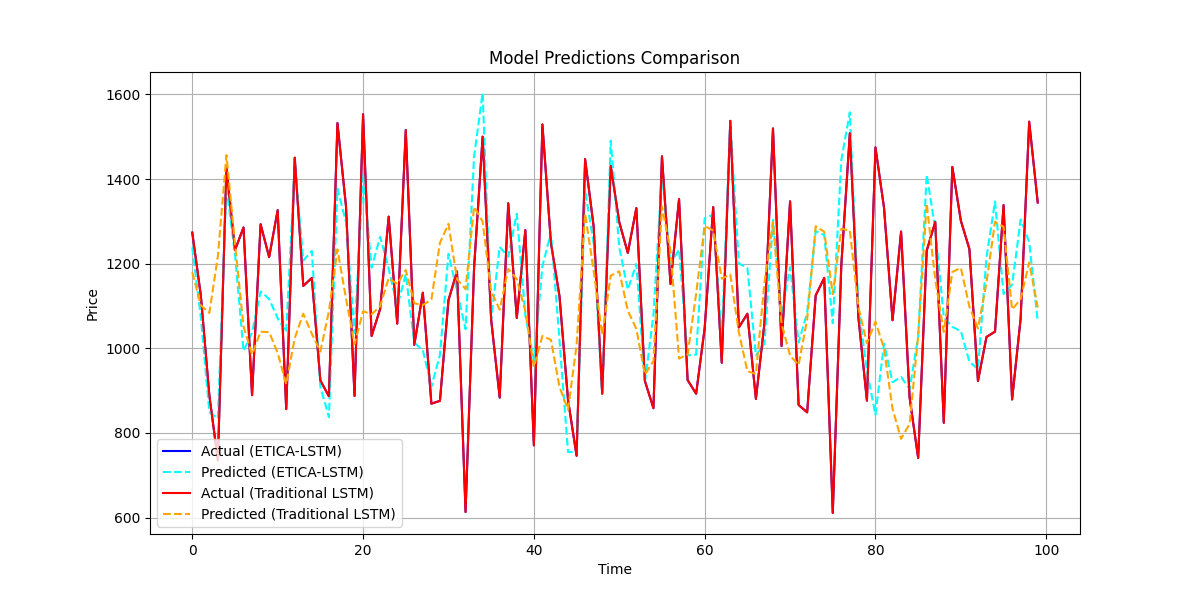 Model Predictions Comparison
Price
1600
1400
1200
1000
800
600
Actual (ETICA-LSTM)
Predicted (ETICA-LSTM)
Actual (Traditional LSTM)
Predicted (Traditional LSTM)
0 20 40 60 80 100
Time